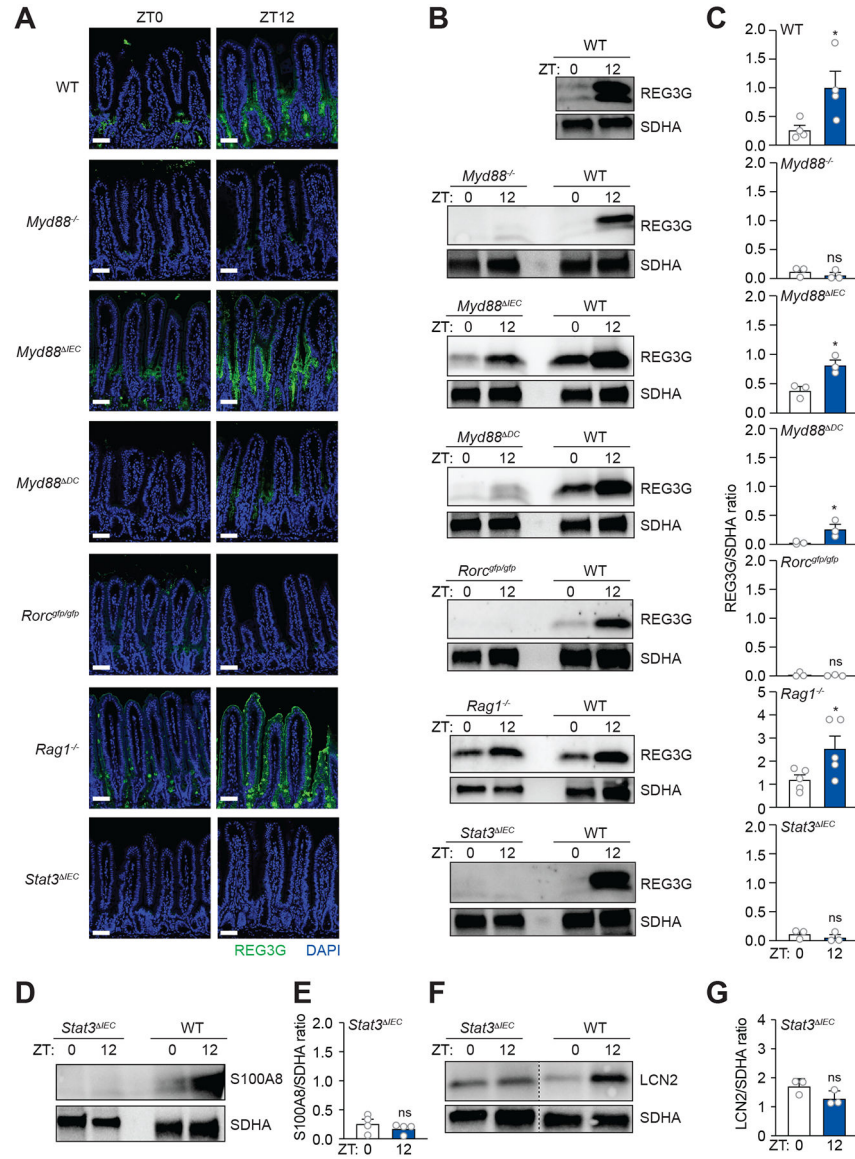 A
ZT0 ZT12
WT
Myd88-/-
Myd88ΔIEC
Myd88ΔDC
Rorcgfp/gfp
Rag1-/-
Stat3ΔIEC
REG3G DAPI
B
WT
ZT: 0 12
REG3G
SDHA
Myd88-/- WT
ZT: 0 12 0 12
REG3G
SDHA
Myd88ΔIEC WT
ZT: 0 12 0 12
REG3G
SDHA
Myd88ΔDC WT
ZT: 0 12 0 12
REG3G
SDHA
Rorcgfp/gfp WT
ZT: 0 12 0 12
REG3G
SDHA
Rag1-/- WT
ZT: 0 12 0 12
REG3G
SDHA
Stat3ΔIEC WT
ZT: 0 12 0 12
REG3G
SDHA
C
REG3G/SDHA ratio
WT
2.0
*
1.5
1.0
0.5
0.0
Myd88-/-
2.0
1.5
1.0
0.5
ns
0.0
Myd88ΔIEC
2.0
1.5
*
1.0
0.5
0.0
Myd88ΔDC
2.0
1.5
1.0
*
0.5
0.0
Rorcgfp/gfp
2.0
1.5
1.0
0.5
ns
0.0
Rag1-/-
5
*
4
3
2
1
0
Stat3ΔIEC
2.0
1.5
1.0
0.5
ns
0.0
ZT: 0 12
D
Stat3ΔIEC WT
ZT: 0 12 0 12
S100A8
SDHA
E
S100A8/SDHA ratio
Stat3ΔIEC
2.0
1.5
1.0
0.5
ns
0.0
ZT: 0 12
F
Stat3ΔIEC WT
ZT: 0 12 0 12
LCN2
SDHA
G
LCN2/SDHA ratio
Stat3ΔIEC
4
3
2
ns
1
0
ZT: 0 12